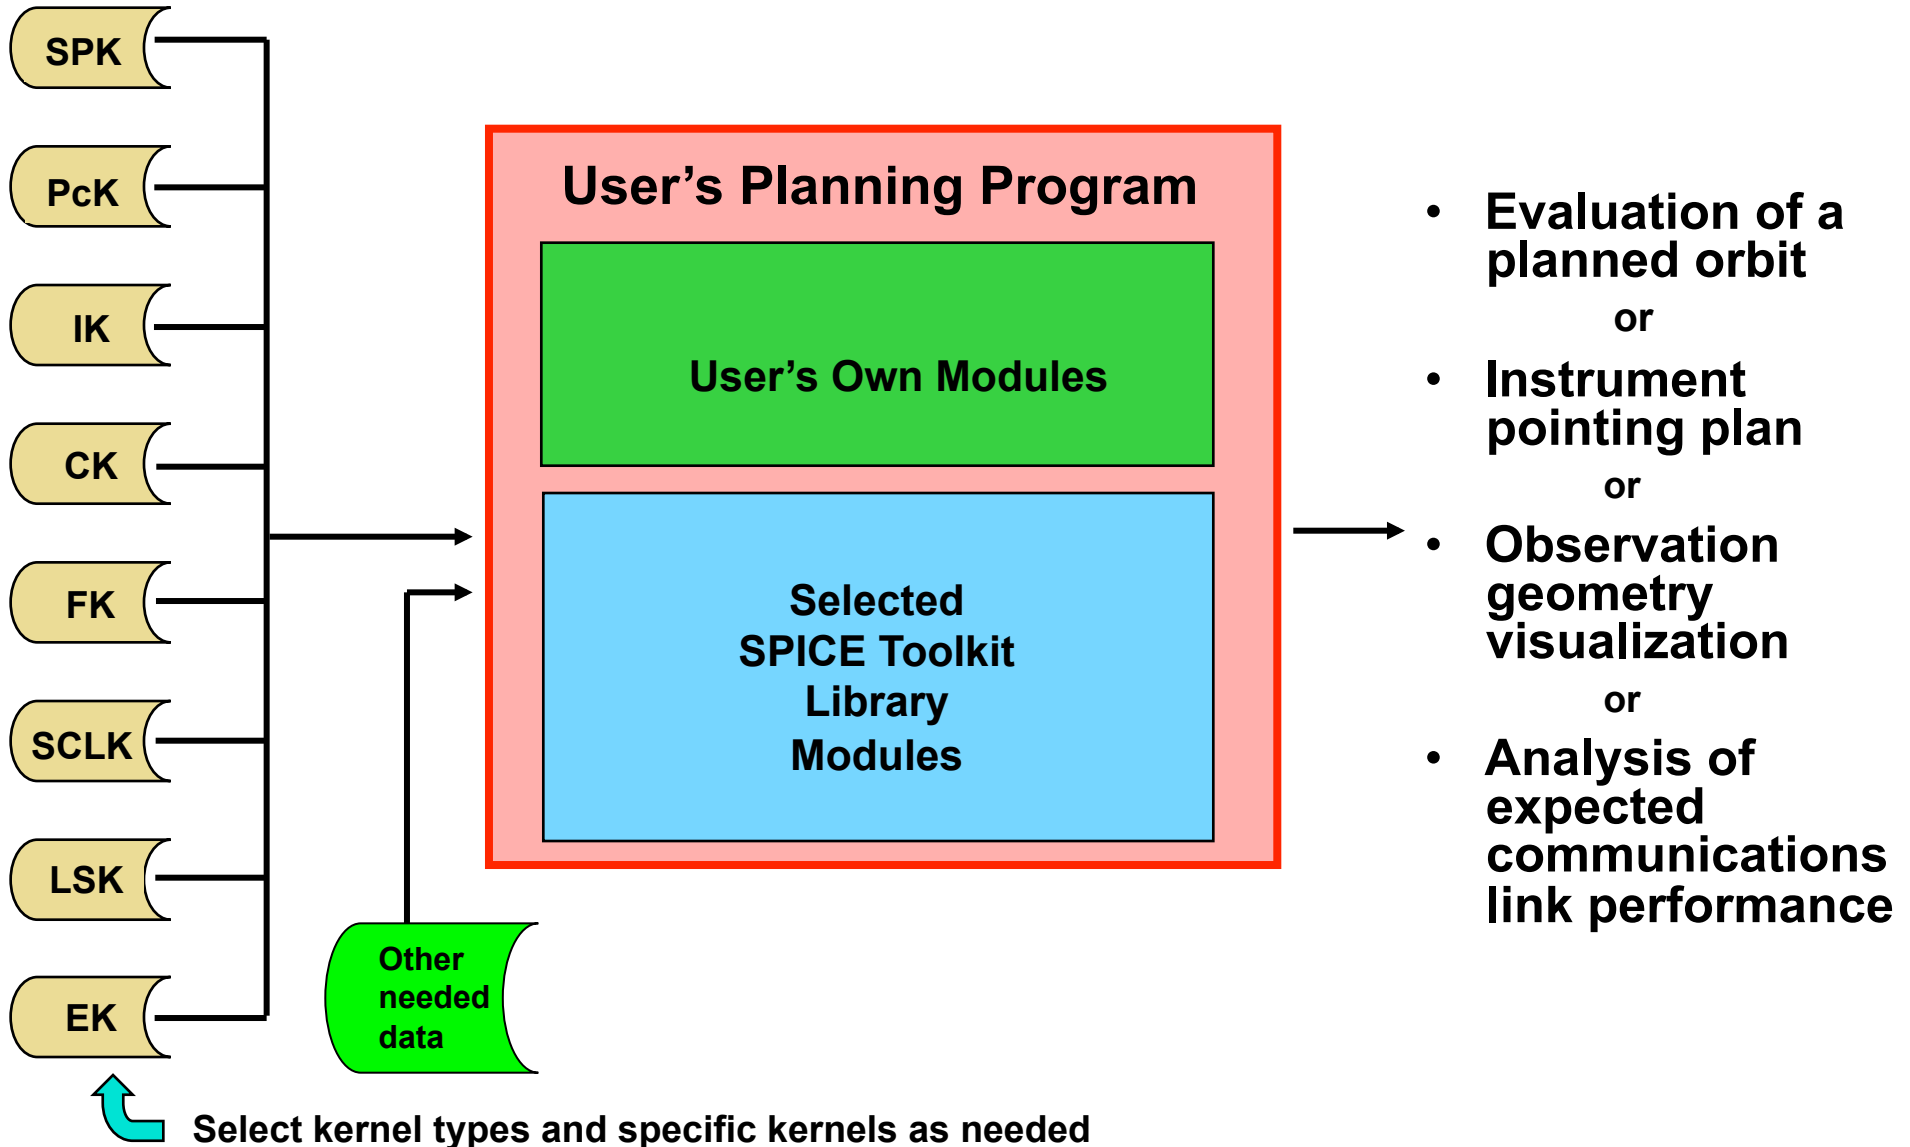 SPK
PcK
IK
CK
FK
SCLK
LSK
EK
Select kernel types and specific kernels as needed
Other
needed
data
User’s Planning Program
User’s Own Modules
Selected
SPICE Toolkit
Library
Modules
• Evaluation of a
planned orbit
or
• Instrument
pointing plan
or
• Observation
geometry
visualization
or
• Analysis of
expected
communications
link performance